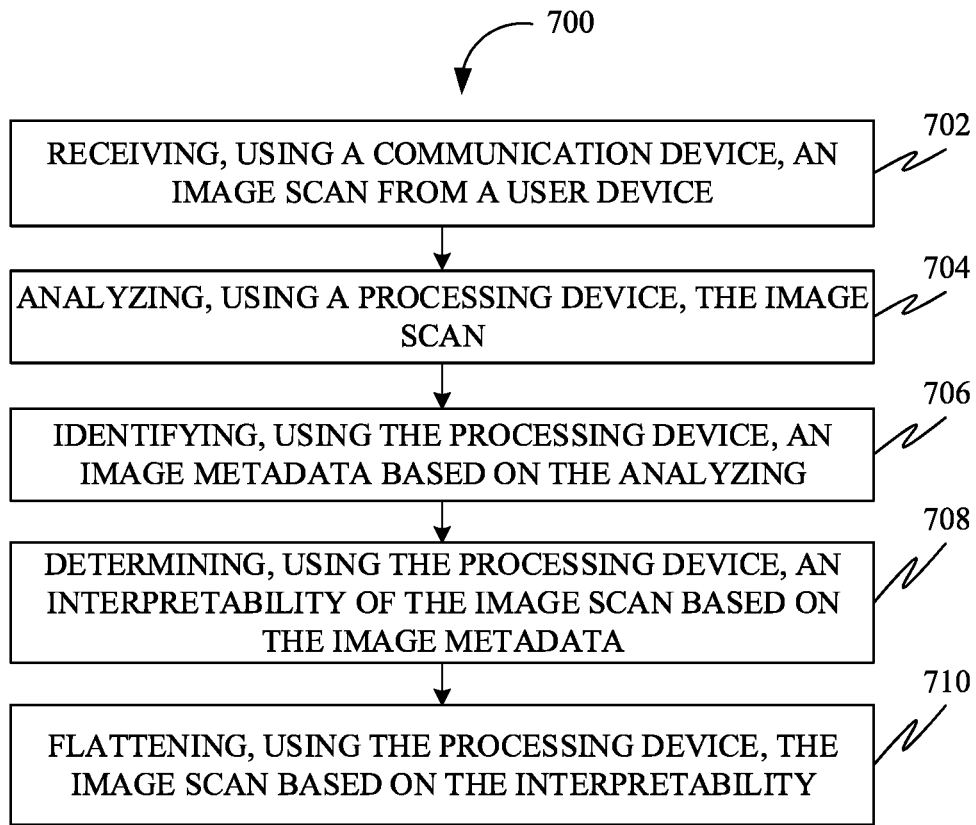 700
702
RECEIVING, USING A COMMUNICATION DEVICE, AN
IMAGE SCAN FROM A USER DEVICE
704
ANALYZING, USING A PROCESSING DEVICE, THE IMAGE
SCAN
706
IDENTIFYING, USING THE PROCESSING DEVICE, AN
IMAGE METADATA BASED ON THE ANALYZING
708
DETERMINING, USING THE PROCESSING DEVICE, AN
INTERPRETABILITY OF THE IMAGE SCAN BASED ON
THE IMAGE METADATA
710
FLATTENING, USING THE PROCESSING DEVICE, THE
IMAGE SCAN BASED ON THE INTERPRETABILITY